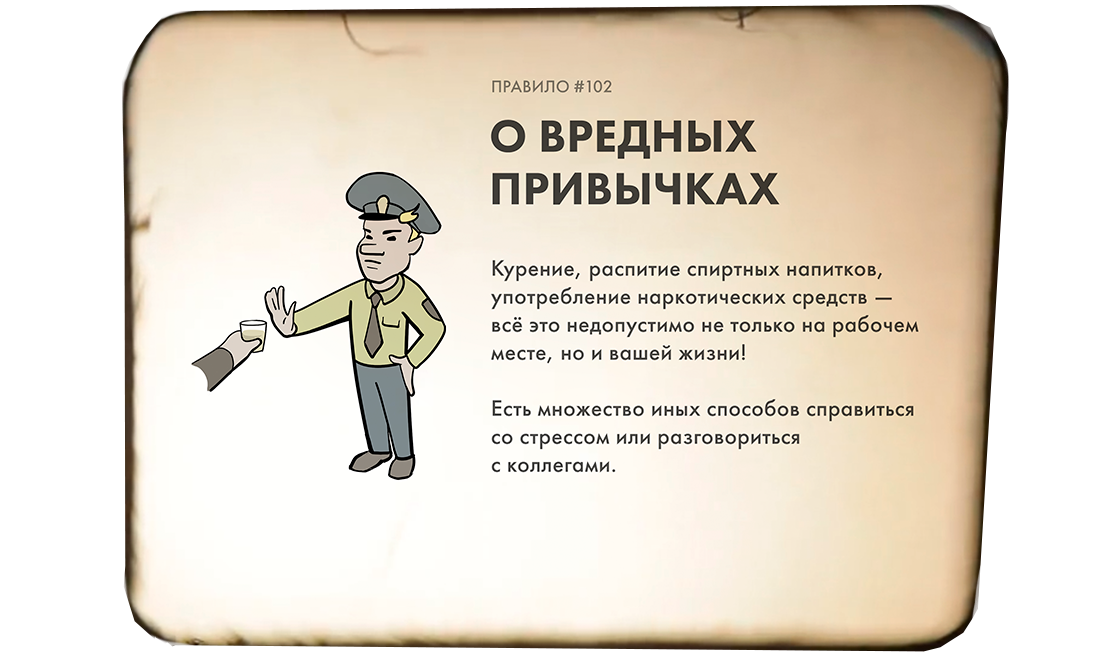 ПРАВИЛО #102
О ВРЕДНЫХ
ПРИВЫЧКАХ
Курение, распитие спиртных напитков,
употребление наркотических средств —
всё это недопустимо не только на рабочем
месте, но и вашей жизни!
Есть множество иных способов справиться
со стрессом или разговориться
с коллегами.